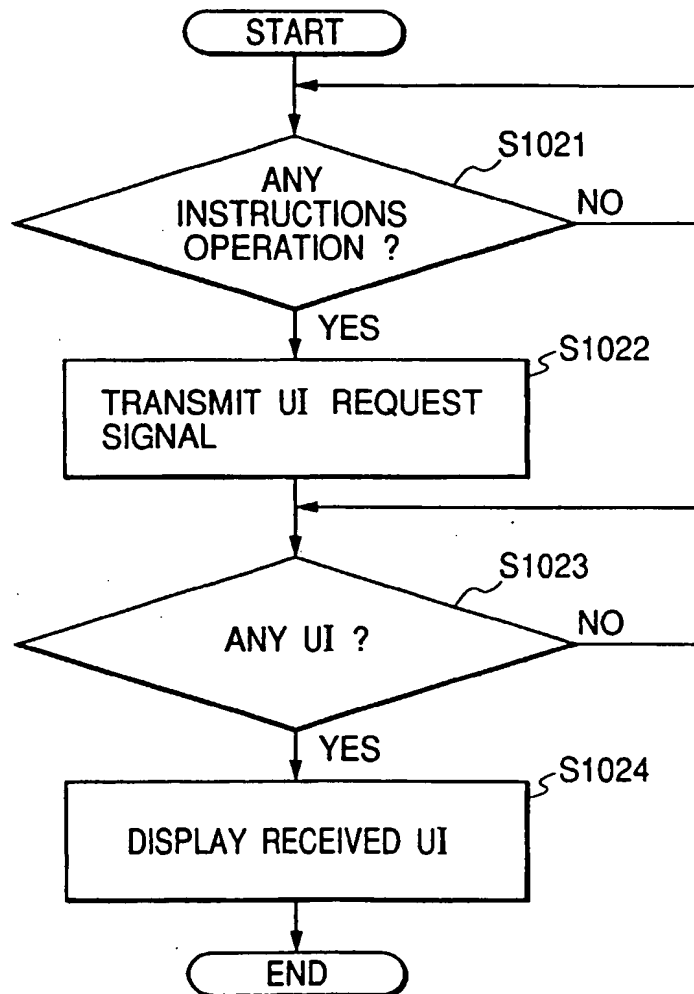 START
S1021
ANY
INSTRUCTIONS
OPERATION ?
NO
YES
S1022
TRANSMIT UI REQUEST
SIGNAL
S1023
ANY UI ?
NO
YES
S1024
DISPLAY RECEIVED UI
END